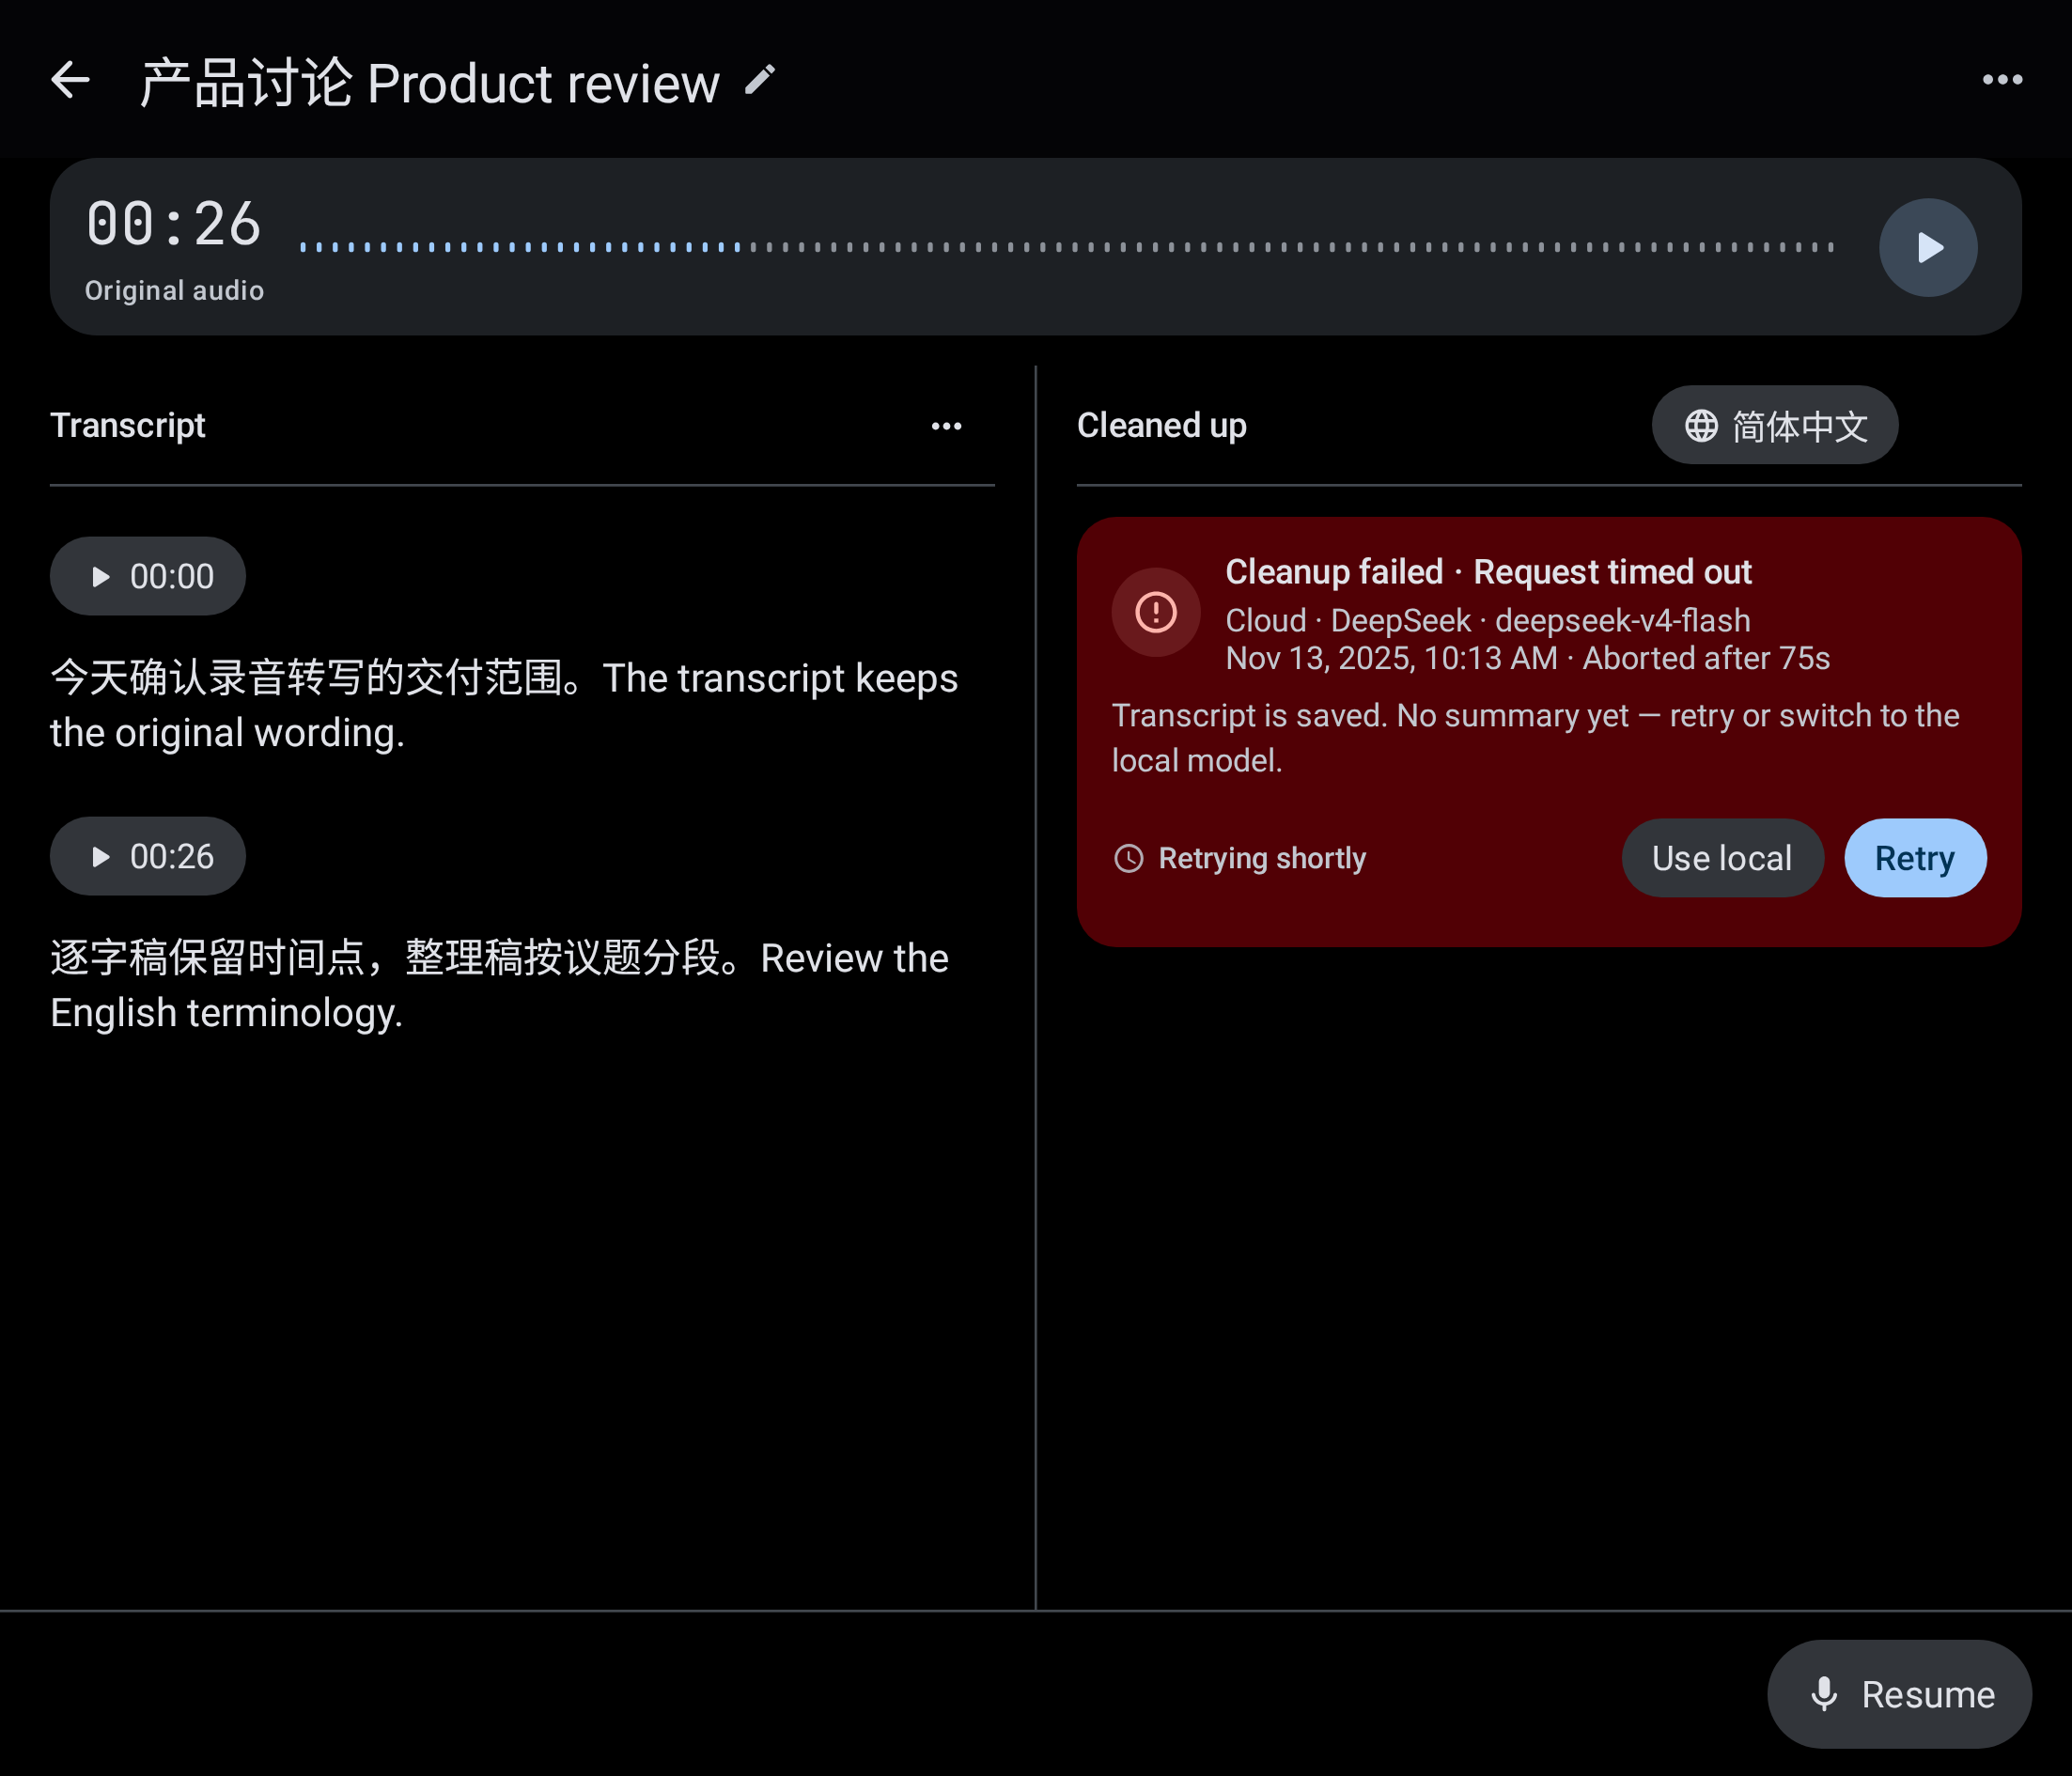 产品讨论 Product review
00:26
Original audio
Transcript
00:00
今天确认录音转写的交付范围。The transcript keeps
the original wording.
00:26
逐字稿保留时间点，整理稿按议题分段。Review the
English terminology.
Cleaned up
简体中文
Cleanup failed · Request timed out
Cloud · DeepSeek · deepseek-v4-flash
Nov 13, 2025, 10:13 AM · Aborted after 75s
Transcript is saved. No summary yet — retry or switch to the
local model.
Retrying shortly
Use local
Retry
Resume